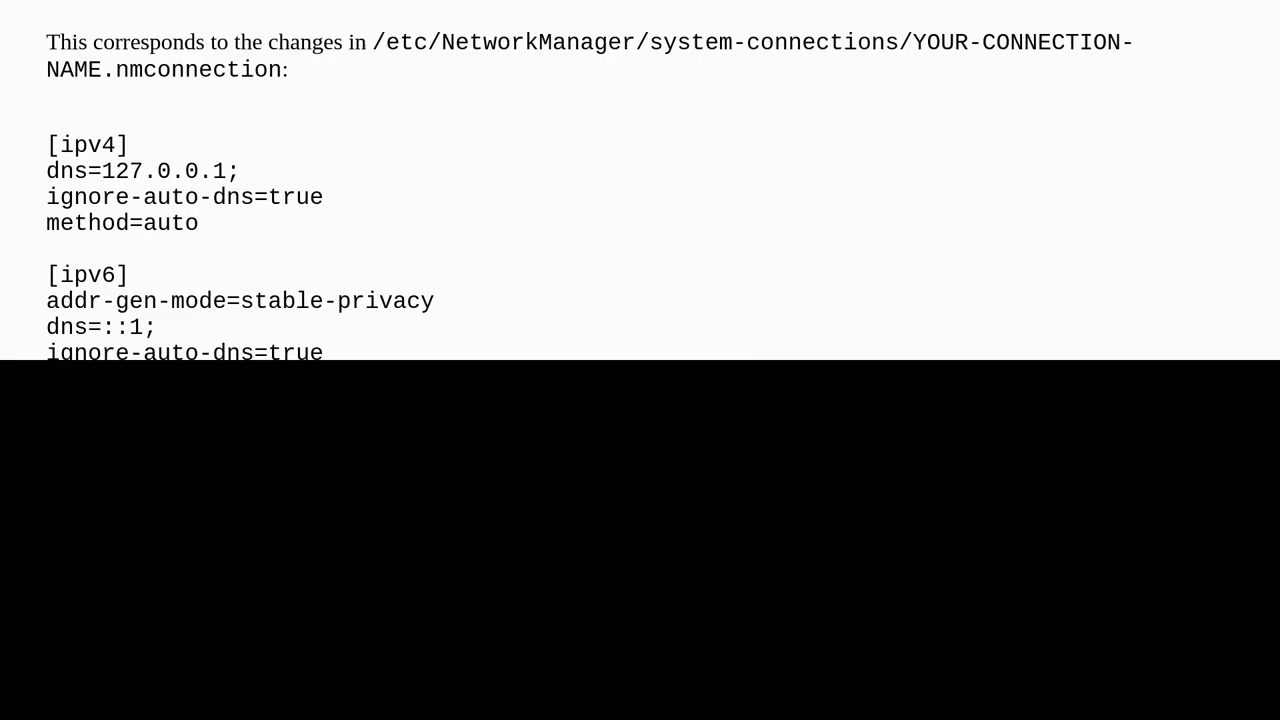 This corresponds to the changes in /etc/NetworkManager/system-connections/YOUR-CONNECTION-
NAME.nmconnection:
[ipv4]
dns=127.0.0.1;
ignore-auto-dns=true
method=auto
[ipv6]
addr-gen-mode=stable-privacy
dns=::1;
ignore-auto-dns=true